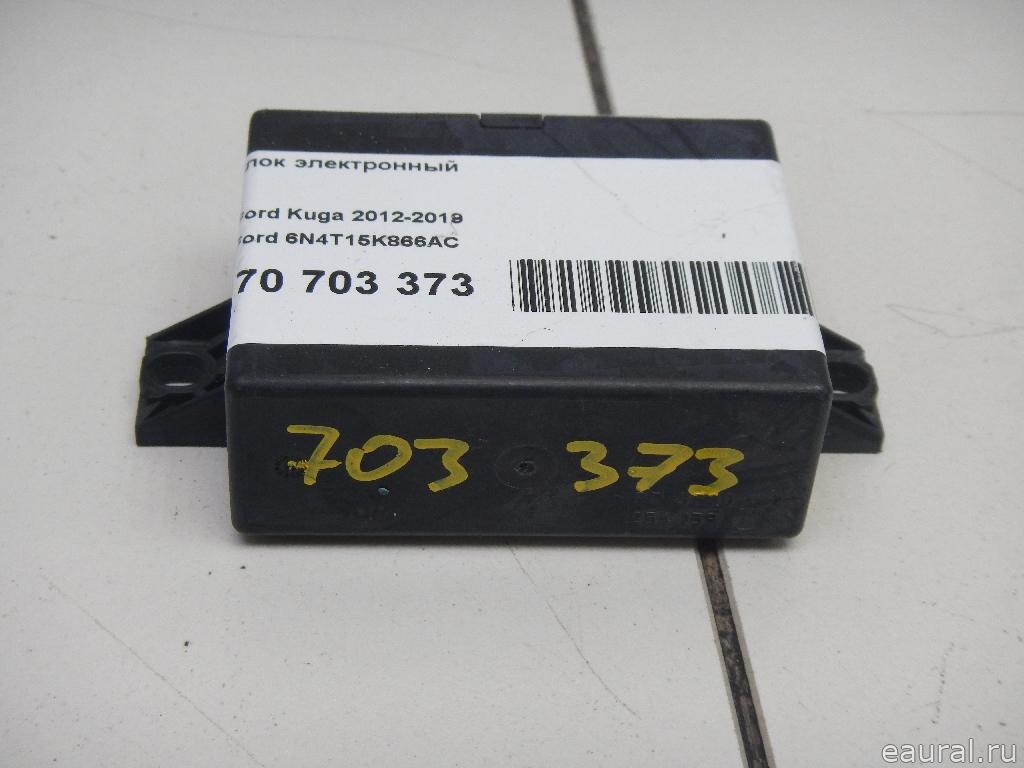 лок электронный
ord Kuga 2012-2019
ord 6N4T15K866AC
70 703 373
703 373
eaural.ru